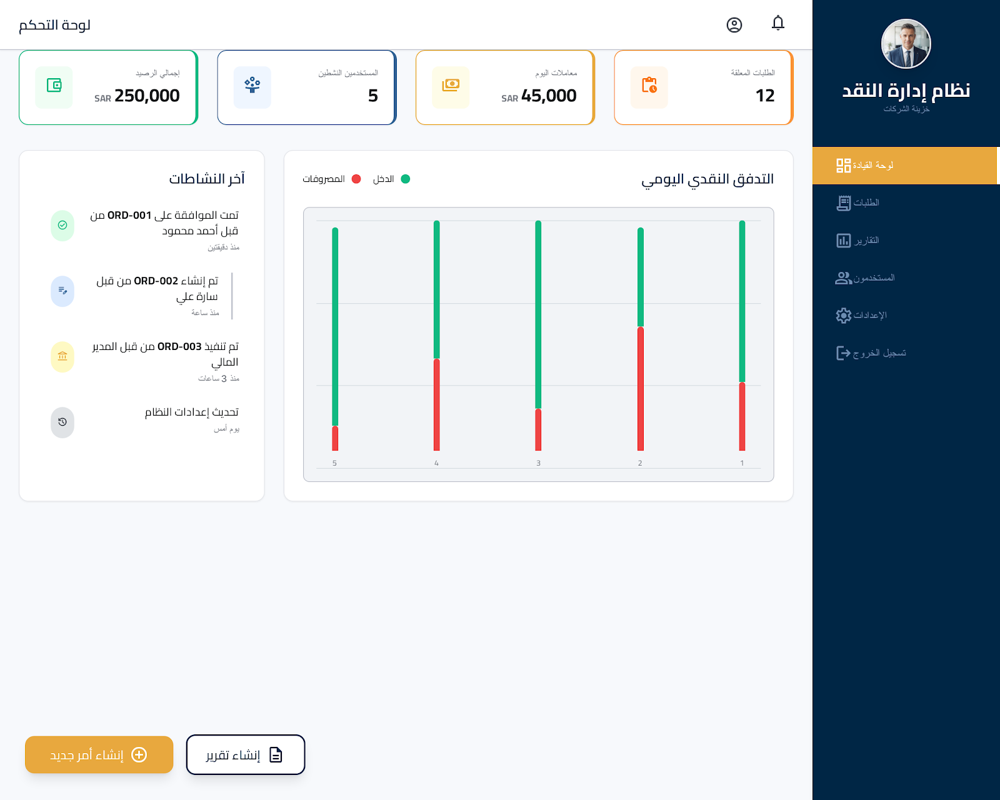 نظام إدارة النقد
خزينة الشركات
لوحة القيادة
الطلبات
التقارير
المستخدمون
الإعدادات
تسجيل الخروج
لوحة التحكم
الطلبات المعلقة
12
معاملات اليوم
45,000 SAR
المستخدمين النشطين
5
إجمالي الرصيد
250,000 SAR
التدفق النقدي اليومي
الدخل
المصروفات
1
2
3
4
5
آخر النشاطات
تمت الموافقة على ORD-001 من
قبل أحمد محمود
منذ دقيقتين
تم إنشاء ORD-002 من قبل
سارة علي
منذ ساعة
تم تنفيذ ORD-003 من قبل المدير
المالي
منذ 3 ساعات
تحديث إعدادات النظام
يوم أمس
إنشاء تقرير
إنشاء أمر جديد